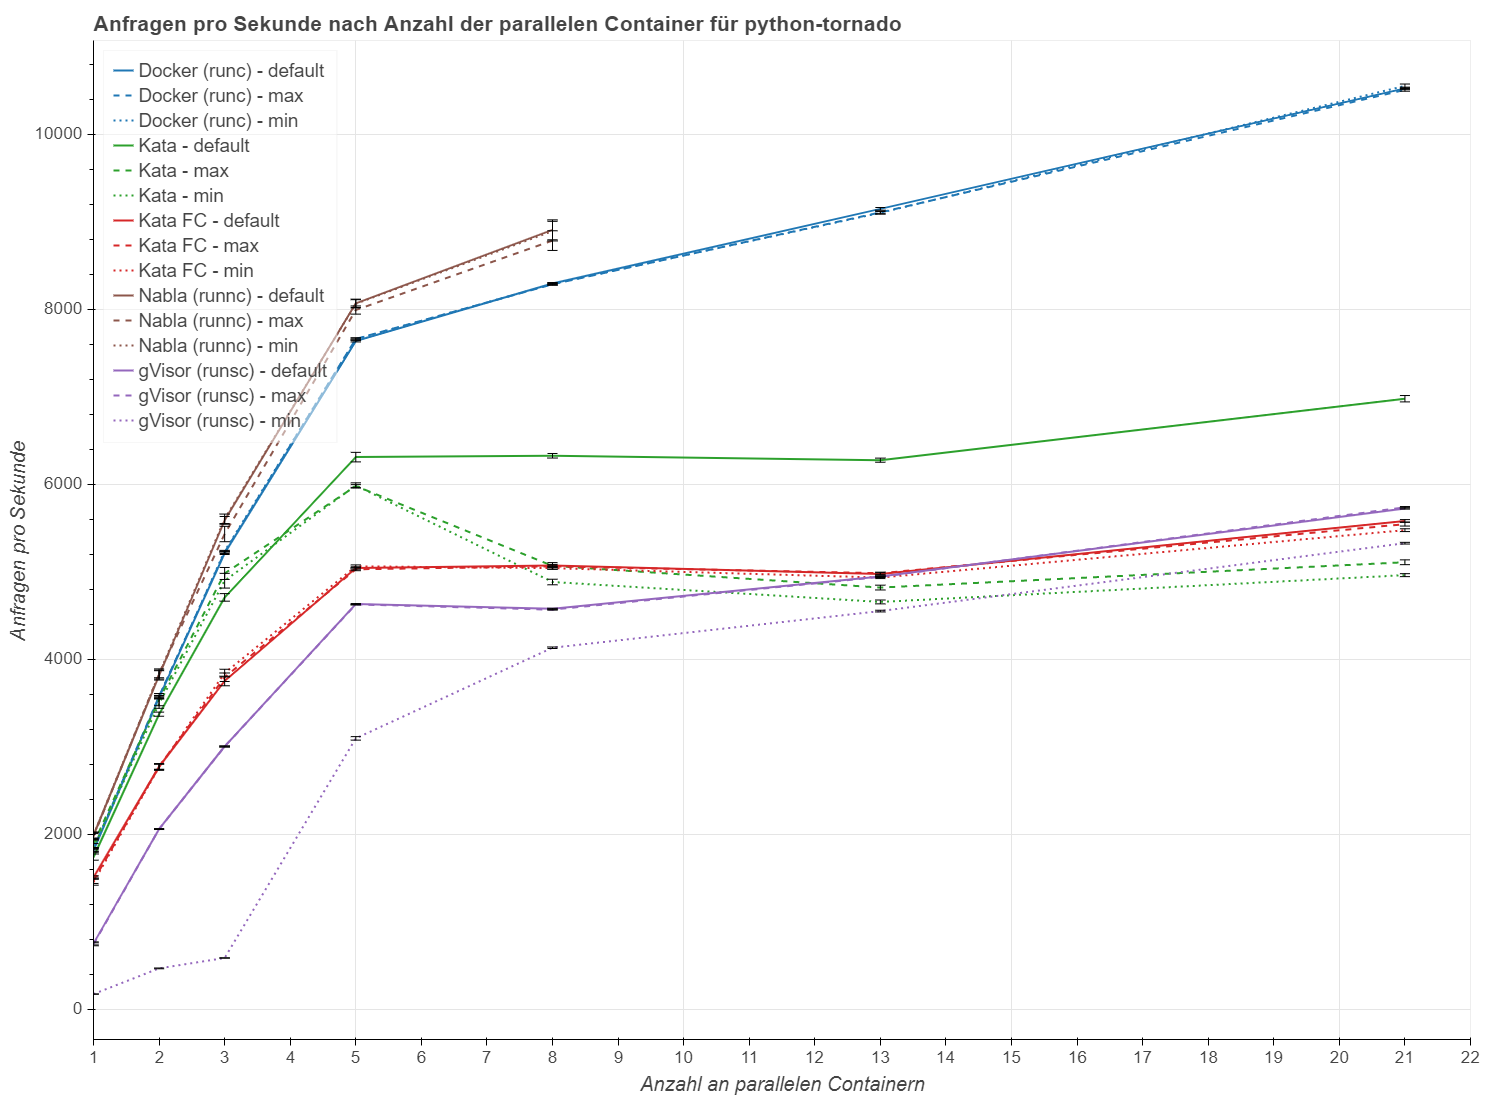 Anfragen pro Sekunde nach Anzahl der parallelen Container für python-tornado
Docker (runc) - default
Docker (runc) - max
Docker (runc) - min
Kata - default
Kata - max
Kata - min
Kata FC - default
Kata FC - max
Kata FC - min
Nabla (runnc) - default
Nabla (runnc) - max
Nabla (runnc) - min
gVisor (runsc) - default
gVisor (runsc) - max
gVisor (runsc) - min
Anfragen pro Sekunde
10000
8000
6000
4000
2000
0
1 2 3 4 5 6 7 8 9 10 11 12 13 14 15 16 17 18 19 20 21 22
Anzahl an parallelen Containern